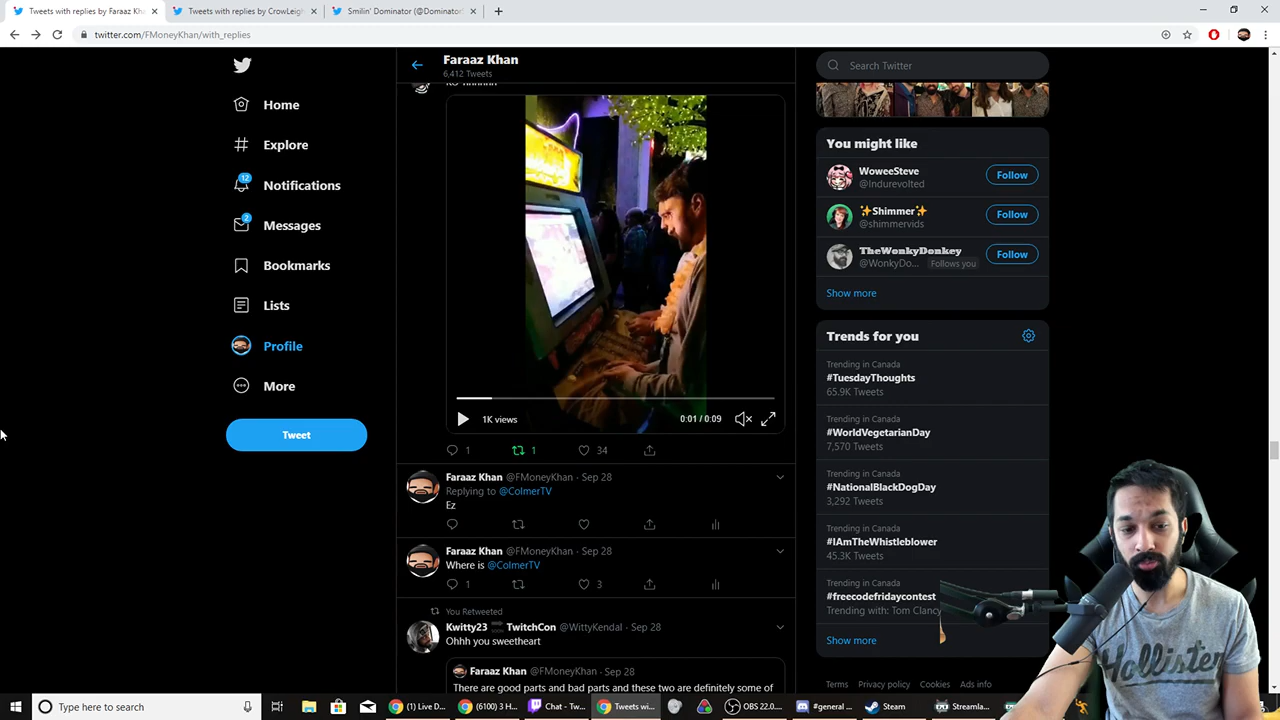 Tweets with replies by Faraaz Kha
Tweets with replies by CrowLeigh
Smilin' Dominator (@Dominator
twitter.com/FMoneyKhan/with_replies
Faraaz Khan
6,412 Tweets
Home
Explore
12
Notifications
2
Messages
Bookmarks
Lists
Profile
More
Tweet
1K views
0:01 / 0:09
1
1
34
Faraaz Khan @FMoneyKhan · Sep 28
Replying to @ColmerTV
Ez
Faraaz Khan @FMoneyKhan · Sep 28
Where is @ColmerTV
1
3
You Retweeted
Kwitty23 TwitchCon @WittyKendal · Sep 28
Ohhh you sweetheart
Faraaz Khan @FMoneyKhan · Sep 28
There are good parts and bad parts and these two are definitely some of
Search Twitter
You might like
WoweeSteve
@Indurevolted
Follow
✨Shimmer✨
@shimmervids
Follow
TheWonkyDonkey
@WonkyDo... Follows you
Follow
Show more
Trends for you
Trending in Canada
#TuesdayThoughts
65.9K Tweets
Trending in Canada
#WorldVegetarianDay
7,570 Tweets
Trending in Canada
#NationalBlackDogDay
3,292 Tweets
Trending in Canada
#IAmTheWhistleblower
45.3K Tweets
Trending in Canada
#freecodefridaycontest
Trending with: Tom Clancy
Show more
Terms Privacy policy Cookies Ads info
Hollister
Type here to search
(1) Live D...
(6100) 3 H...
Chat - Tw...
Tweets wi...
OBS 22.0....
#general ...
Steam
Streamla...